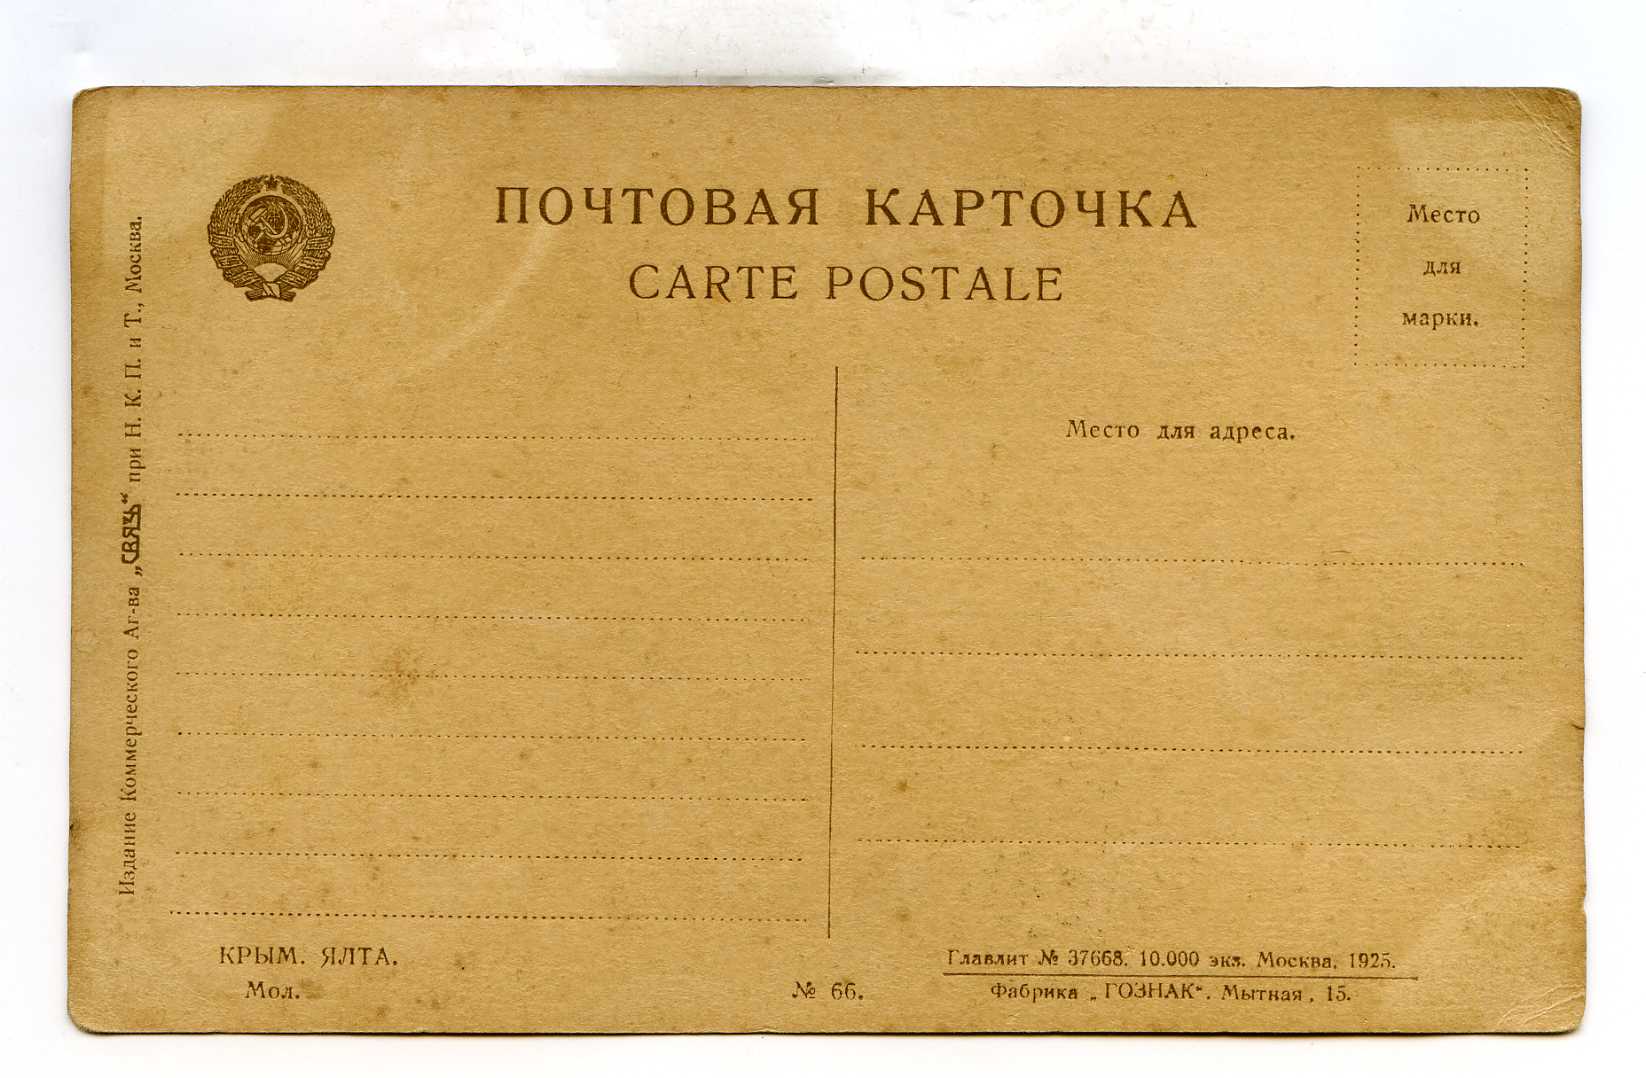 ПОЧТОВАЯ КАРТОЧКА
CARTE POSTALE
Место
для
марки.
Место для адреса.
Издание Коммерческого Аг-ва „СВЯЗЬ“ при Н. К. П. и Т., Москва.
КРЫМ. ЯЛТА.
Мол.
№ 66.
Главлит № 37668. 10.000 экз. Москва, 1925.
Фабрика „ГОЗНАК“. Мытная, 15.